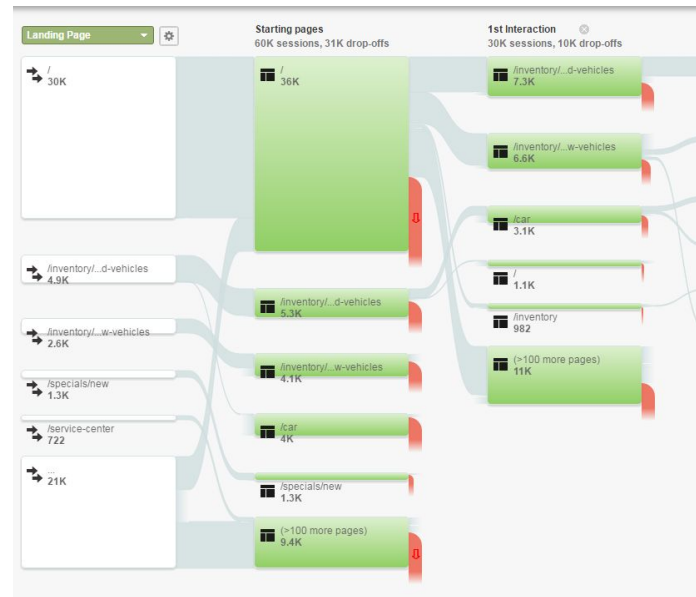 Landing Page
Starting pages
60K sessions, 31K drop-offs
1st Interaction
30K sessions, 10K drop-offs
/
30K
/inventory/...d-vehicles
4.9K
/inventory/...w-vehicles
2.6K
/specials/new
1.3K
/service-center
722
...
21K
/
36K
/inventory/...d-vehicles
5.3K
/inventory/...w-vehicles
4.1K
/car
4K
/specials/new
1.3K
(>100 more pages)
9.4K
/inventory/...d-vehicles
7.3K
/inventory/...w-vehicles
6.6K
/car
3.1K
/
1.1K
/inventory
982
(>100 more pages)
11K